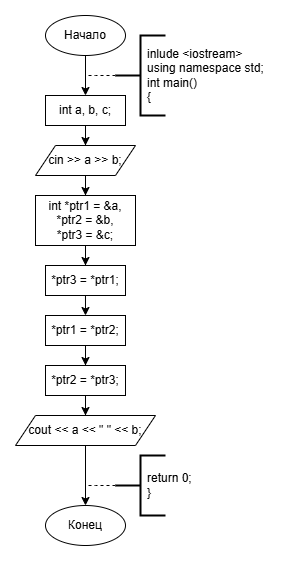 Начало
inlude <iostream>
using namespace std;
int main()
{
int a, b, c;
cin >> a >> b;
int *ptr1 = &a,
*ptr2 = &b,
*ptr3 = &c;
*ptr3 = *ptr1;
*ptr1 = *ptr2;
*ptr2 = *ptr3;
cout << a << " " << b;
return 0;
}
Конец